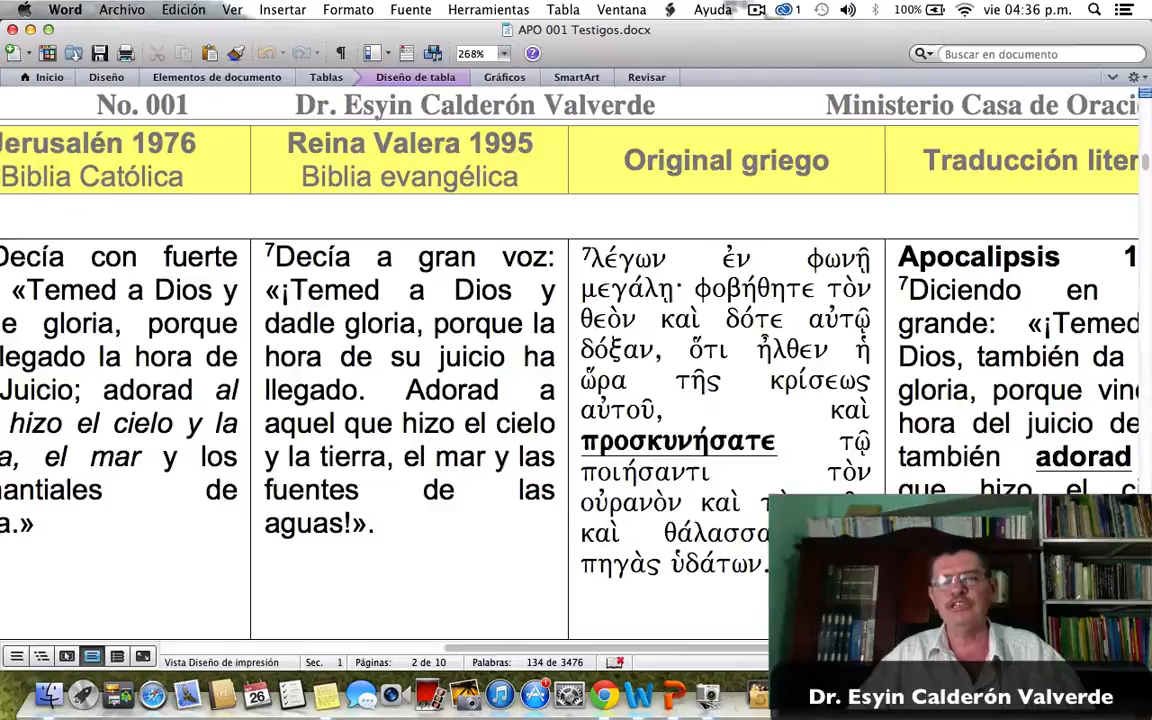 Word Archivo Edición Ver Insertar Formato Fuente Herramientas Tabla Ventana Ayuda 1 100% vie 04:36 p.m.
APO 001 Testigos.docx
268% Buscar en documento
Inicio Diseño Elementos de documento Tablas Diseño de tabla Gráficos SmartArt Revisar
No. 001 Dr. Esyin Calderón Valverde Ministerio Casa de Oraci
Jerusalén 1976
Biblia Católica
Reina Valera 1995
Biblia evangélica
Original griego
Traducción liter
Decía con fuerte
«Temed a Dios y
e gloria, porque
llegado la hora de
Juicio; adorad al
hizo el cielo y la
a, el mar y los
nantiales de
a.»
⁷Decía a gran voz:
«¡Temed a Dios y
dadle gloria, porque la
hora de su juicio ha
llegado. Adorad a
aquel que hizo el cielo
y la tierra, el mar y las
fuentes de las
aguas!».
⁷λέγων ἐν φωνῇ
μεγάλῃ· φοβήθητε τὸν
θεὸν καὶ δότε αὐτῷ
δόξαν, ὅτι ἦλθεν ἡ
ὥρα τῆς κρίσεως
αὐτοῦ, καὶ
προσκυνήσατε τῷ
ποιήσαντι τὸν
οὐρανὸν καὶ
καὶ θάλασσα
πηγὰς ὑδάτων.
Apocalipsis 1
⁷Diciendo en
grande: «¡Temed
Dios, también da
gloria, porque vino
hora del juicio de
también adorad
que hizo el ci
Vista Diseño de impresión Sec. 1 Páginas: 2 de 10 Palabras: 134 de 3476
26
Dr. Esyin Calderón Valverde